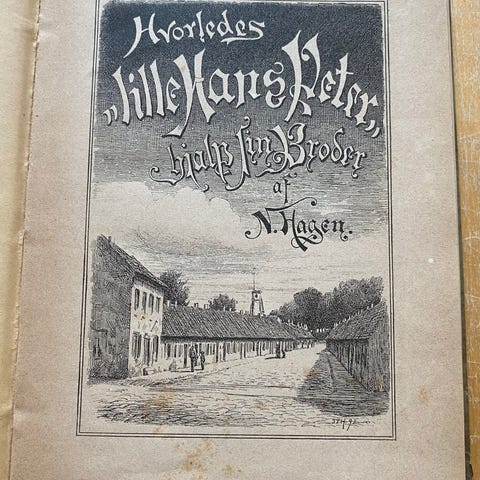 Hvorledes
„lille Hans Peter„
hjalp sin Broder
af
N. Hagen.